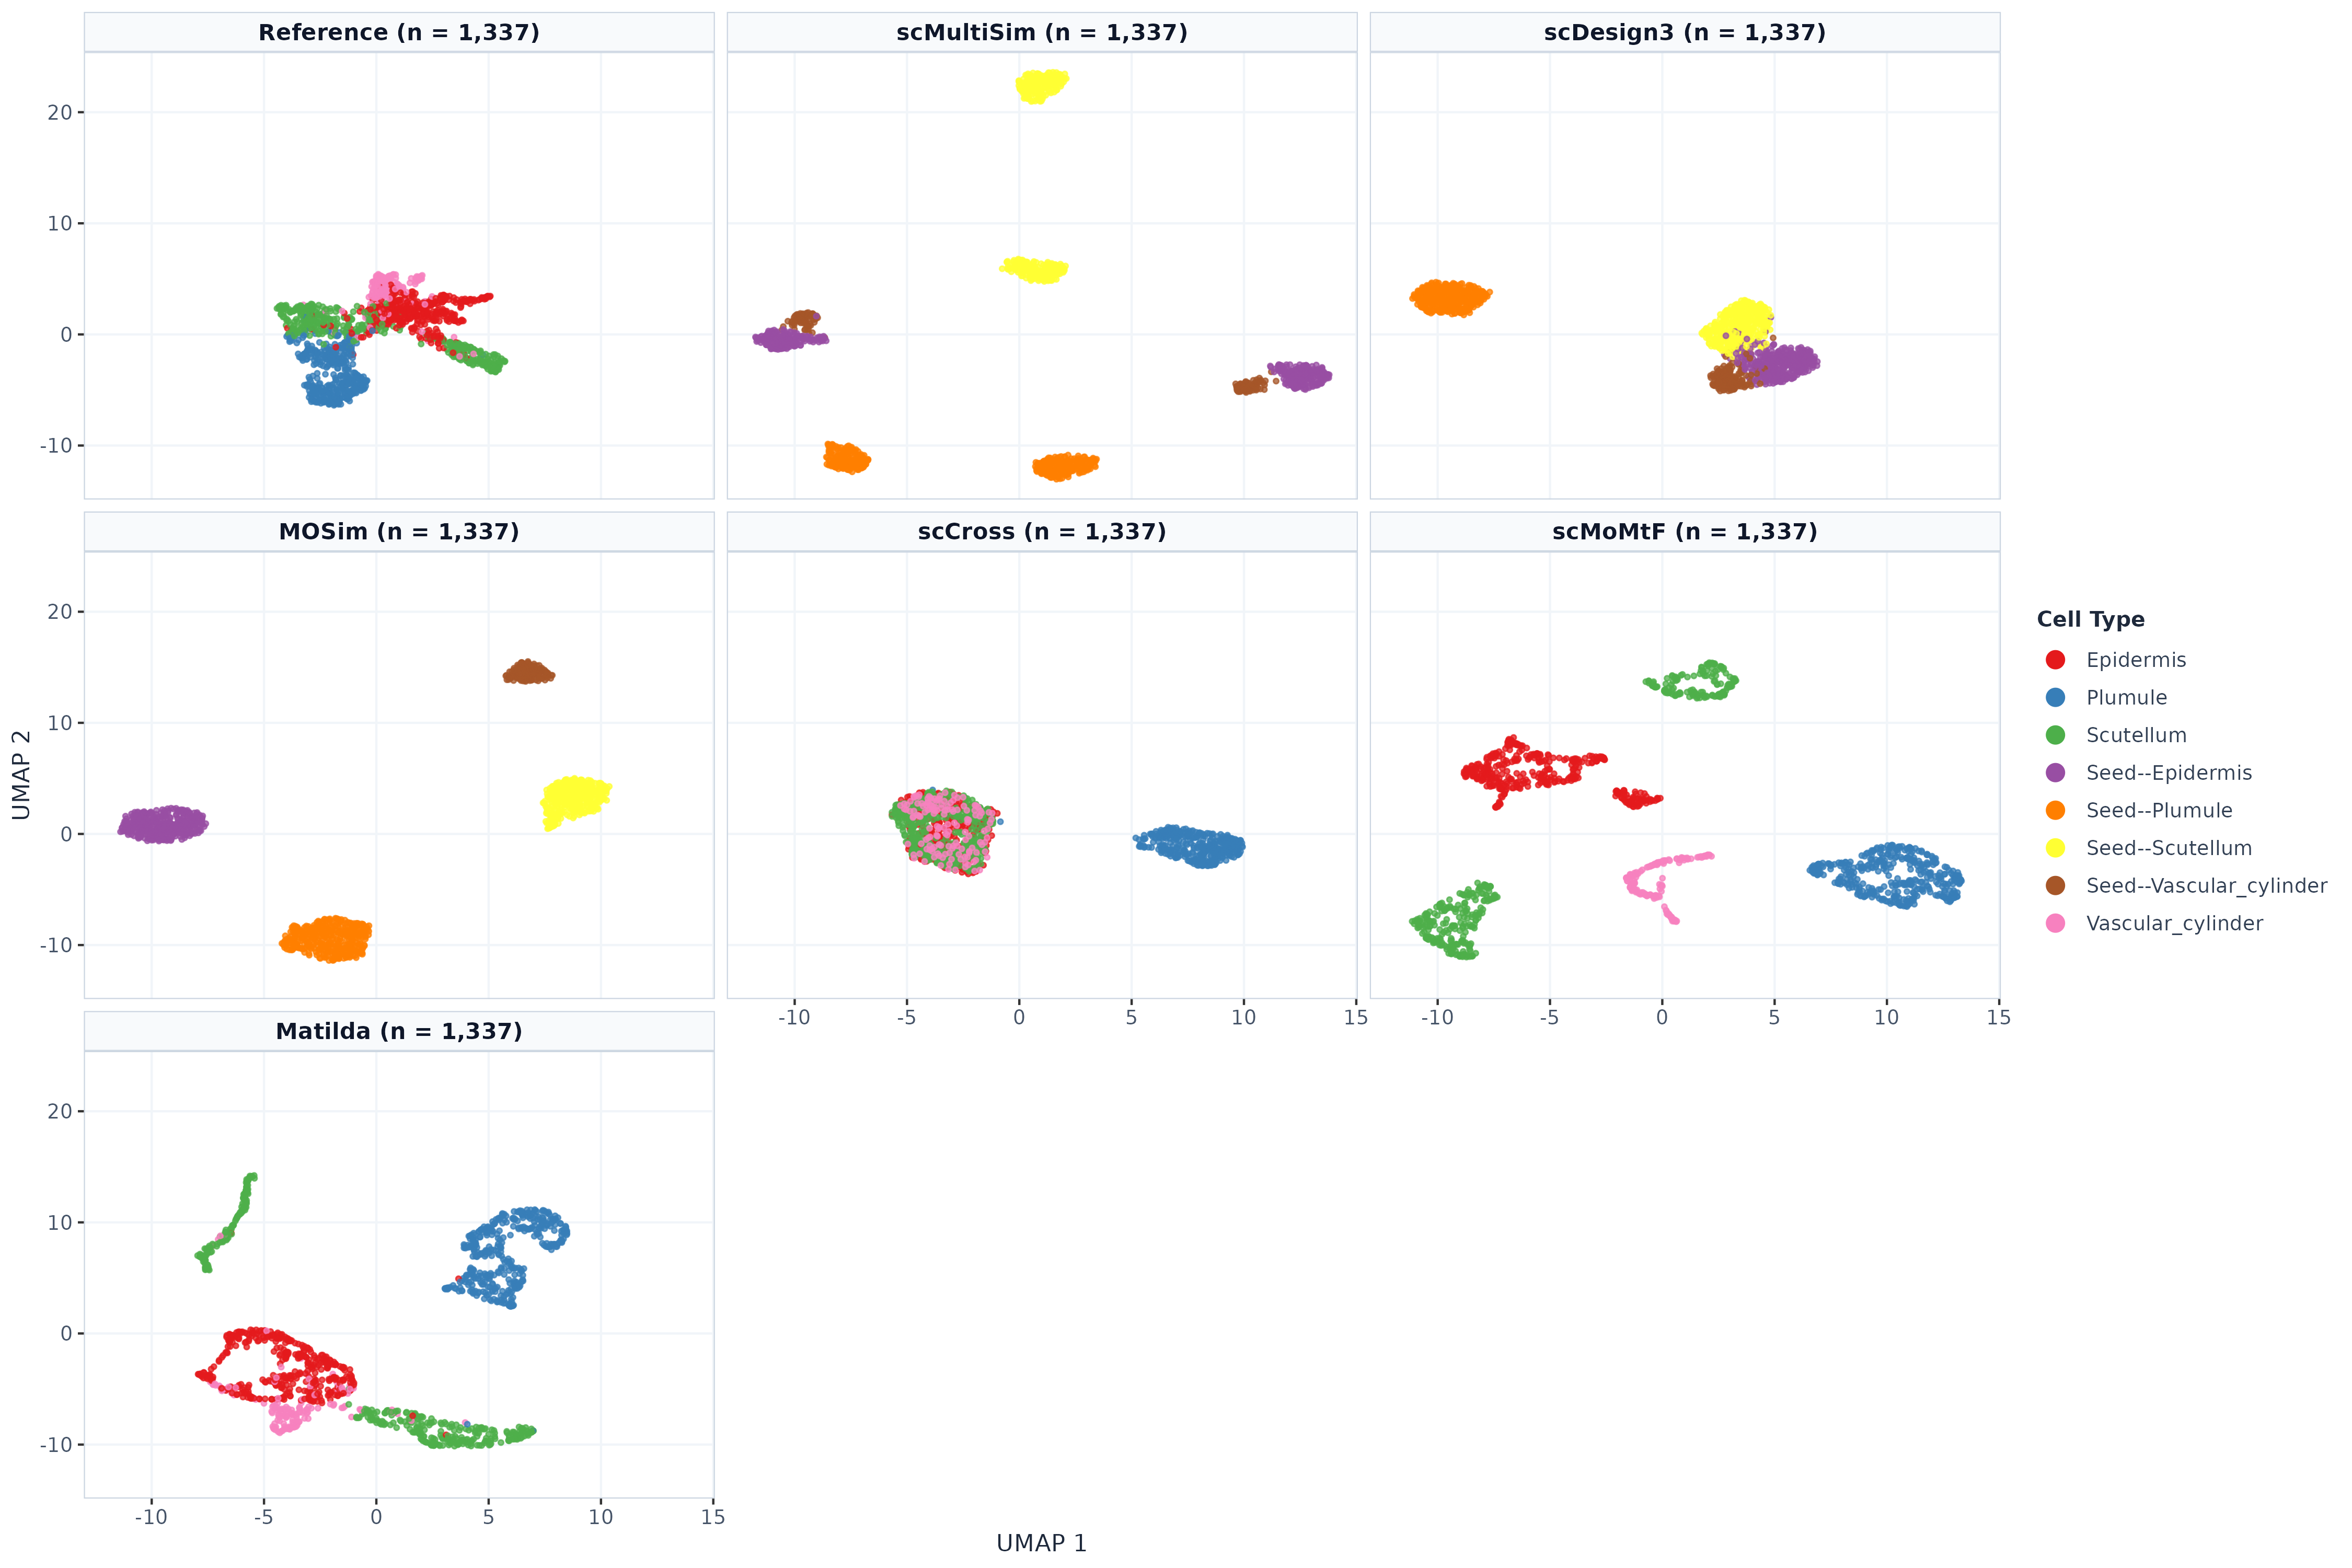 Reference (n = 1,337)
scMultiSim (n = 1,337)
scDesign3 (n = 1,337)
20
10
0
-10
MOSim (n = 1,337)
scCross (n = 1,337)
scMoMtF (n = 1,337)
20
10
0
-10
-10 -5 0 5 10 15
-10 -5 0 5 10 15
Matilda (n = 1,337)
20
10
0
-10
-10 -5 0 5 10 15
UMAP 1
UMAP 2
Cell Type
Epidermis
Plumule
Scutellum
Seed--Epidermis
Seed--Plumule
Seed--Scutellum
Seed--Vascular_cylinder
Vascular_cylinder